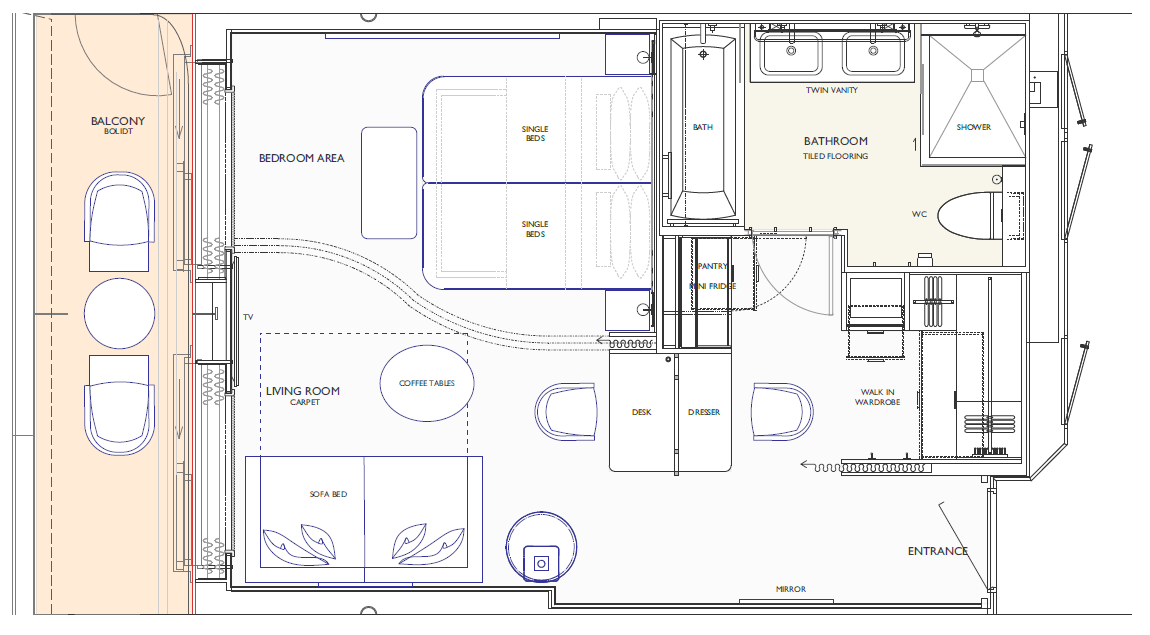 BALCONY
BOLIDT
BEDROOM AREA
SINGLE
BEDS
SINGLE
BEDS
BATH
TWIN VANITY
BATHROOM
TILED FLOORING
SHOWER
WC
PANTRY
MINI FRIDGE
TV
LIVING ROOM
CARPET
COFFEE TABLES
DESK
DRESSER
WALK IN
WARDROBE
SOFA BED
ENTRANCE
MIRROR